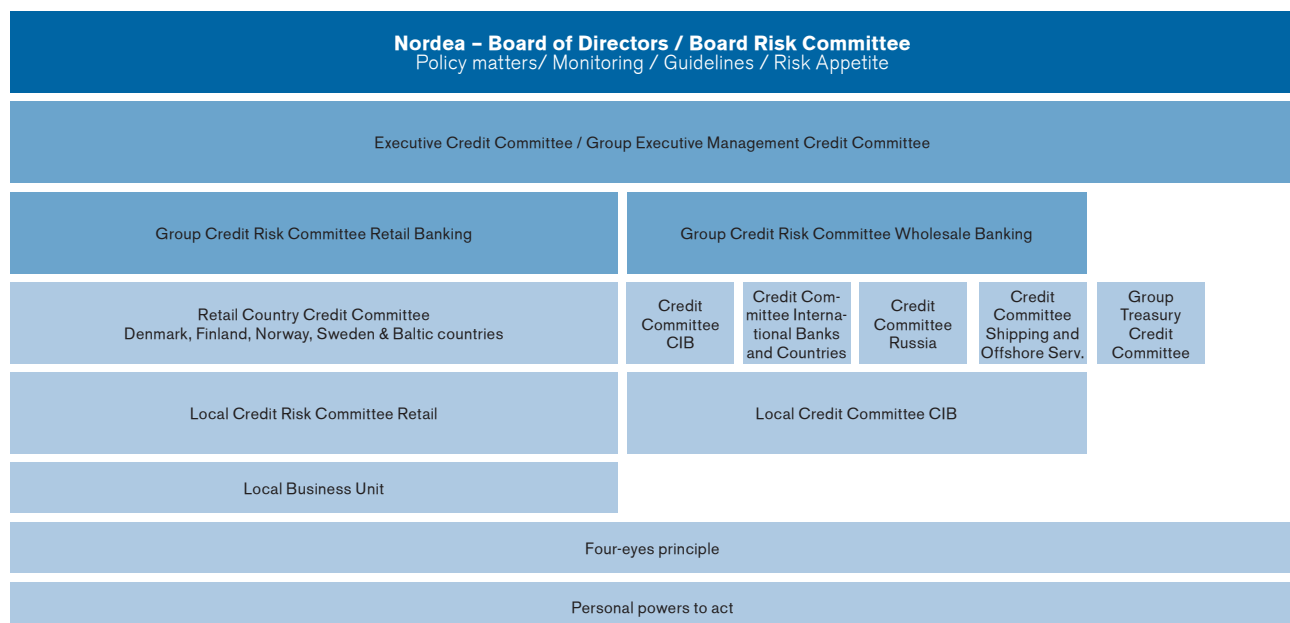 Nordea – Board of Directors / Board Risk Committee
Policy matters/ Monitoring / Guidelines / Risk Appetite
Executive Credit Committee / Group Executive Management Credit Committee
Group Credit Risk Committee Retail Banking
Group Credit Risk Committee Wholesale Banking
Retail Country Credit Committee
Denmark, Finland, Norway, Sweden & Baltic countries
Credit
Committee
CIB
Credit Com-
mittee Interna-
tional Banks
and Countries
Credit
Committee
Russia
Credit
Committee
Shipping and
Offshore Serv.
Group
Treasury
Credit
Committee
Local Credit Risk Committee Retail
Local Credit Committee CIB
Local Business Unit
Four-eyes principle
Personal powers to act